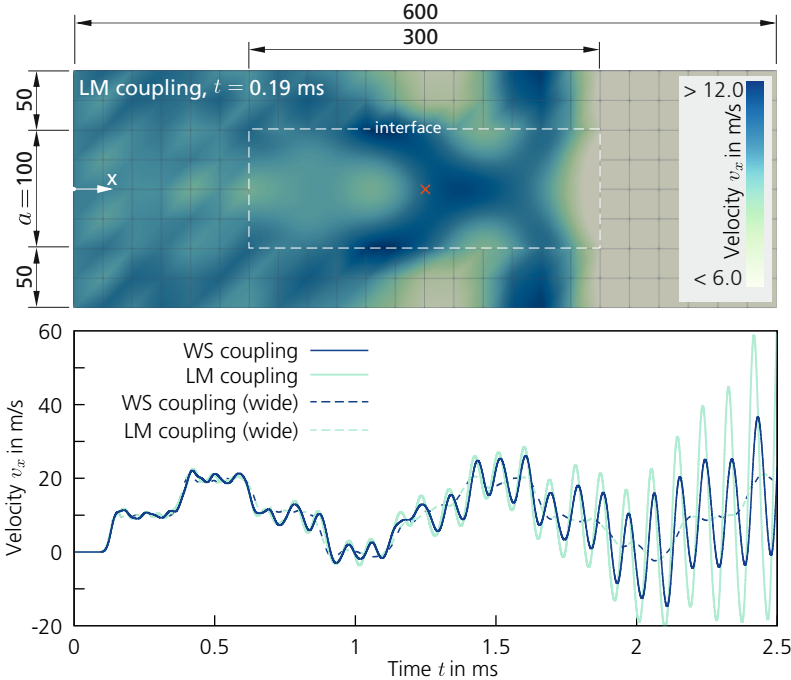 600
300
50
a = 100
50
LM coupling, t = 0.19 ms
interface
x
> 12.0
Velocity vx in m/s
< 6.0
60
40
20
0
-20
Velocity vx in m/s
WS coupling
LM coupling
WS coupling (wide)
LM coupling (wide)
0
0.5
1
1.5
2
2.5
Time t in ms